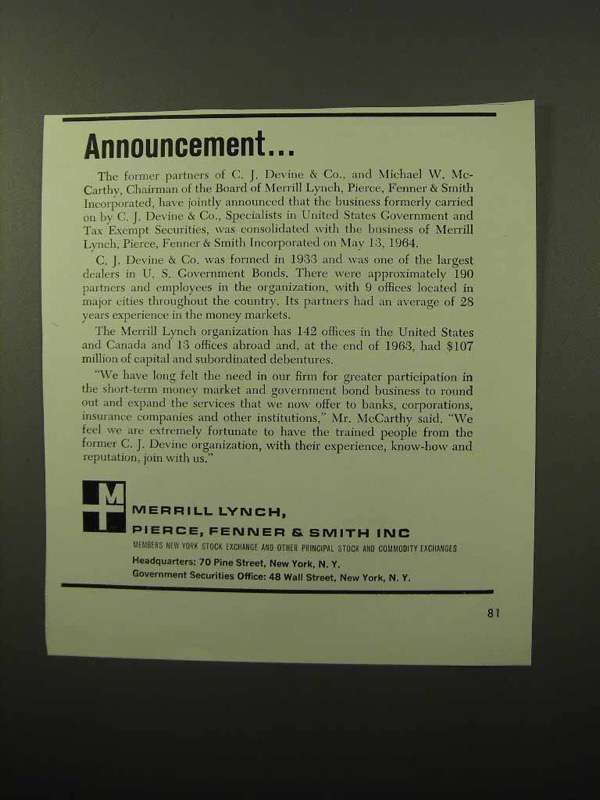 Announcement...
The former partners of C. J. Devine & Co., and Michael W. Mc-
Carthy, Chairman of the Board of Merrill Lynch, Pierce, Fenner & Smith
Incorporated, have jointly announced that the business formerly carried
on by C. J. Devine & Co., Specialists in United States Government and
Tax Exempt Securities, was consolidated with the business of Merrill
Lynch, Pierce, Fenner & Smith Incorporated on May 13, 1964.
C. J. Devine & Co. was formed in 1933 and was one of the largest
dealers in U. S. Government Bonds. There were approximately 190
partners and employees in the organization, with 9 offices located in
major cities throughout the country. Its partners had an average of 28
years experience in the money markets.
The Merrill Lynch organization has 142 offices in the United States
and Canada and 13 offices abroad and, at the end of 1963, had $107
million of capital and subordinated debentures.
"We have long felt the need in our firm for greater participation in
the short-term money market and government bond business to round
out and expand the services that we now offer to banks, corporations,
insurance companies and other institutions," Mr. McCarthy said. "We
feel we are extremely fortunate to have the trained people from the
former C. J. Devine organization, with their experience, know-how and
reputation, join with us."
M
MERRILL LYNCH,
PIERCE, FENNER & SMITH INC
MEMBERS NEW YORK STOCK EXCHANGE AND OTHER PRINCIPAL STOCK AND COMMODITY EXCHANGES
Headquarters: 70 Pine Street, New York, N. Y.
Government Securities Office: 48 Wall Street, New York, N. Y.
81